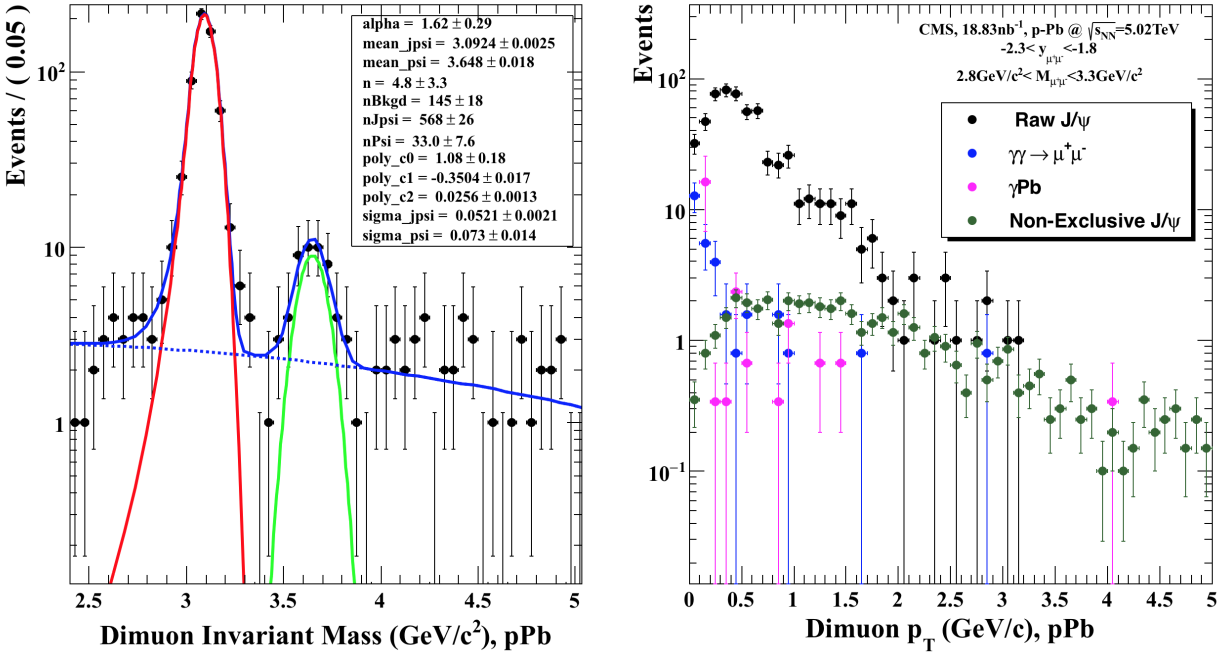 Events / ( 0.05 )
10²
10
1
alpha = 1.62 ± 0.29
mean_jpsi = 3.0924 ± 0.0025
mean_psi = 3.648 ± 0.018
n = 4.8 ± 3.3
nBkgd = 145 ± 18
nJpsi = 568 ± 26
nPsi = 33.0 ± 7.6
poly_c0 = 1.08 ± 0.18
poly_c1 = -0.3504 ± 0.017
poly_c2 = 0.0256 ± 0.0013
sigma_jpsi = 0.0521 ± 0.0021
sigma_psi = 0.073 ± 0.014
2.5 3 3.5 4 4.5 5
Dimuon Invariant Mass (GeV/c²), pPb
Events
10²
10
1
10⁻¹
CMS, 18.83nb⁻¹, p-Pb @ √s_NN=5.02TeV
-2.3< y_μ⁺μ⁻ <-1.8
2.8GeV/c²< M_μ⁺μ⁻<3.3GeV/c²
Raw J/ψ
γγ → μ⁺μ⁻
γPb
Non-Exclusive J/ψ
0 0.5 1 1.5 2 2.5 3 3.5 4 4.5 5
Dimuon p_T (GeV/c), pPb